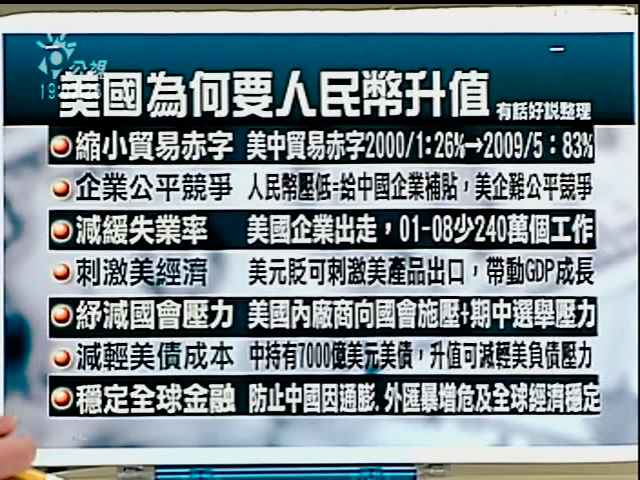 公視
美國為何要人民幣升值 有話好説整理
縮小貿易赤字 美中貿易赤字2000/1:26%→2009/5:83%
企業公平競爭 人民幣壓低=給中國企業補貼，美企難公平競爭
減緩失業率 美國企業出走，01-08少240萬個工作
刺激美經濟 美元貶可刺激美產品出口，帶動GDP成長
紓減國會壓力 美國內廠商向國會施壓+期中選舉壓力
減輕美債成本 中持有7000億美元美債，升值可減輕美負債壓力
穩定全球金融 防止中國因通膨.外匯暴增危及全球經濟穩定